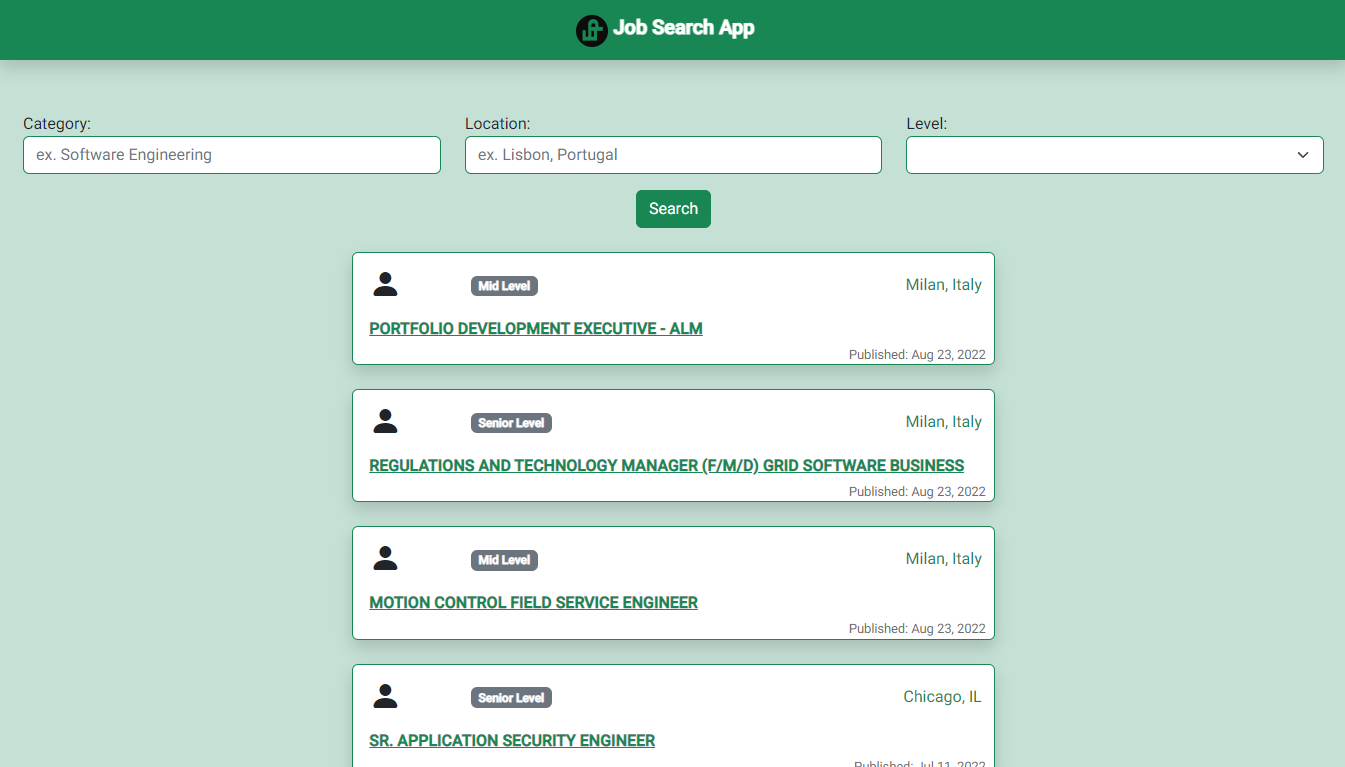 Job Search App
Category: Location: Level:
ex. Software Engineering ex. Lisbon, Portugal
Search
Mid Level Milan, Italy
PORTFOLIO DEVELOPMENT EXECUTIVE - ALM
Published: Aug 23, 2022
Senior Level Milan, Italy
REGULATIONS AND TECHNOLOGY MANAGER (F/M/D) GRID SOFTWARE BUSINESS
Published: Aug 23, 2022
Mid Level Milan, Italy
MOTION CONTROL FIELD SERVICE ENGINEER
Published: Aug 23, 2022
Senior Level Chicago, IL
SR. APPLICATION SECURITY ENGINEER
Published: Jul 11, 2022